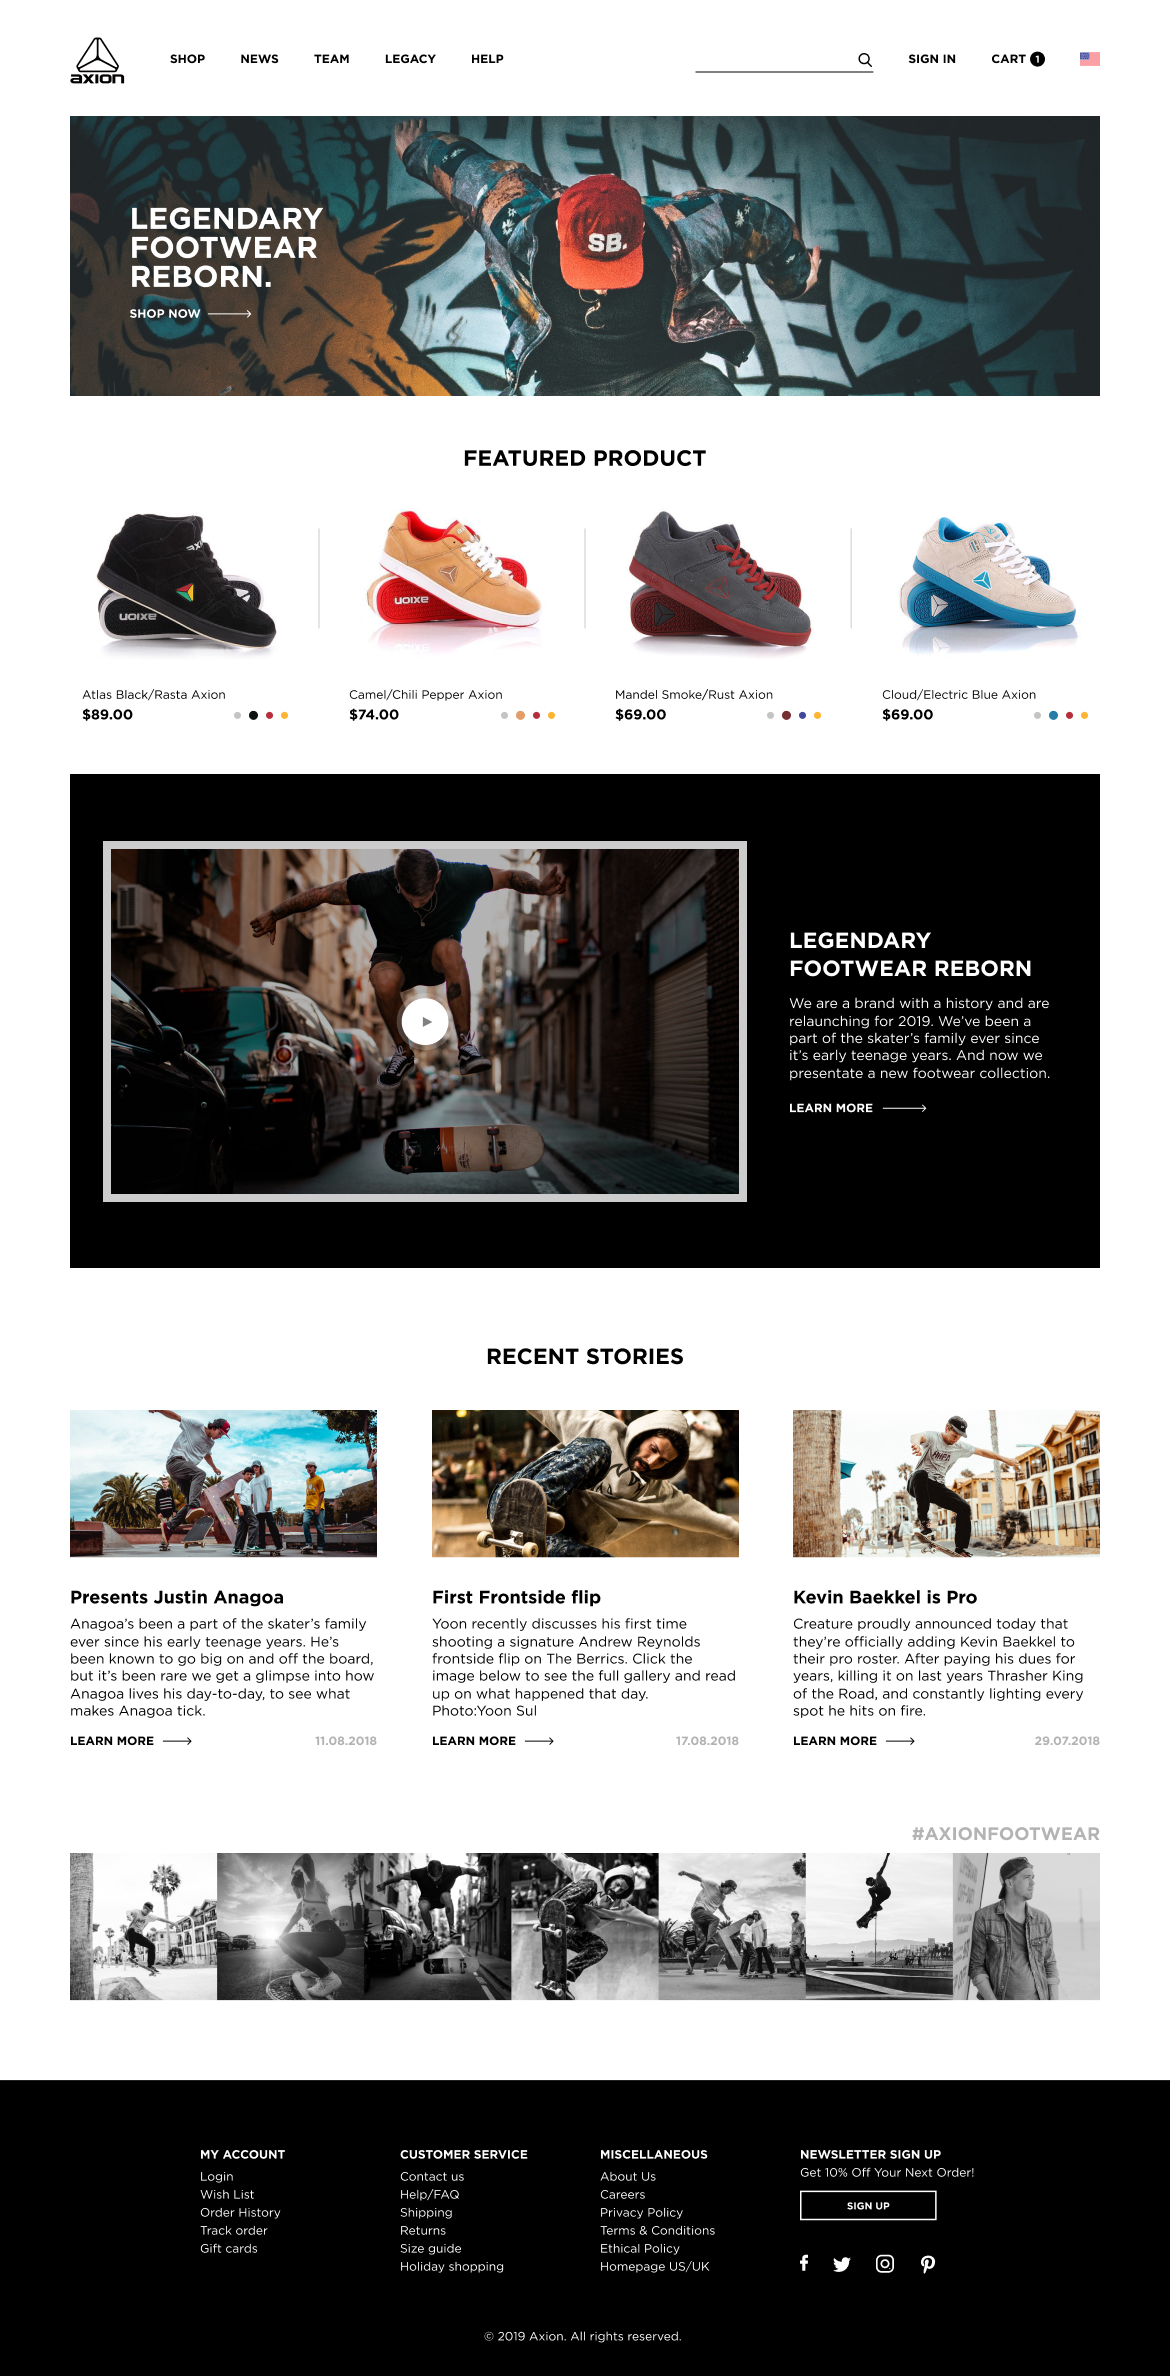 axion
SHOP NEWS TEAM LEGACY HELP
SIGN IN CART 1
LEGENDARY
FOOTWEAR
REBORN.
SHOP NOW
SB.
FEATURED PRODUCT
Atlas Black/Rasta Axion
$89.00
Camel/Chili Pepper Axion
$74.00
Mandel Smoke/Rust Axion
$69.00
Cloud/Electric Blue Axion
$69.00
LEGENDARY
FOOTWEAR REBORN
We are a brand with a history and are
relaunching for 2019. We’ve been a
part of the skater’s family ever since
it’s early teenage years. And now we
presentate a new footwear collection.
LEARN MORE
RECENT STORIES
Presents Justin Anagoa
Anagoa’s been a part of the skater’s family
ever since his early teenage years. He’s
been known to go big on and off the board,
but it’s been rare we get a glimpse into how
Anagoa lives his day-to-day, to see what
makes Anagoa tick.
LEARN MORE 11.08.2018
First Frontside flip
Yoon recently discusses his first time
shooting a signature Andrew Reynolds
frontside flip on The Berrics. Click the
image below to see the full gallery and read
up on what happened that day.
Photo:Yoon Sul
LEARN MORE 17.08.2018
Kevin Baekkel is Pro
Creature proudly announced today that
they’re officially adding Kevin Baekkel to
their pro roster. After paying his dues for
years, killing it on last years Thrasher King
of the Road, and constantly lighting every
spot he hits on fire.
LEARN MORE 29.07.2018
#AXIONFOOTWEAR
MY ACCOUNT
Login
Wish List
Order History
Track order
Gift cards
CUSTOMER SERVICE
Contact us
Help/FAQ
Shipping
Returns
Size guide
Holiday shopping
MISCELLANEOUS
About Us
Careers
Privacy Policy
Terms & Conditions
Ethical Policy
Homepage US/UK
NEWSLETTER SIGN UP
Get 10% Off Your Next Order!
SIGN UP
© 2019 Axion. All rights reserved.